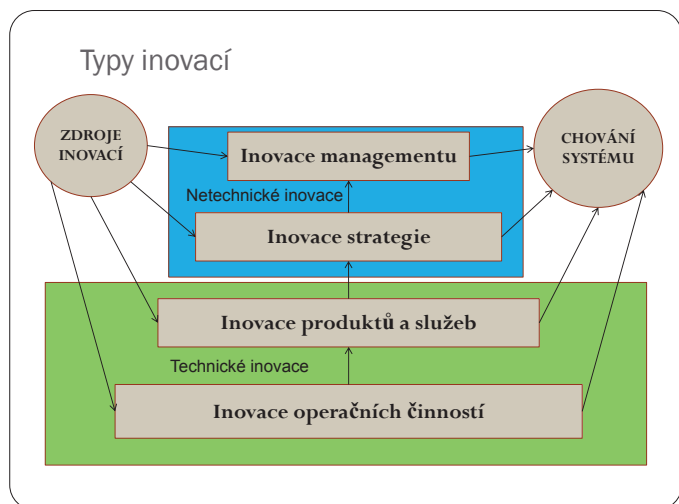 Typy inovací
ZDROJE
INOVACÍ
CHOVÁNÍ
SYSTÉMU
Inovace managementu
Netechnické inovace
Inovace strategie
Inovace produktů a služeb
Technické inovace
Inovace operačních činností